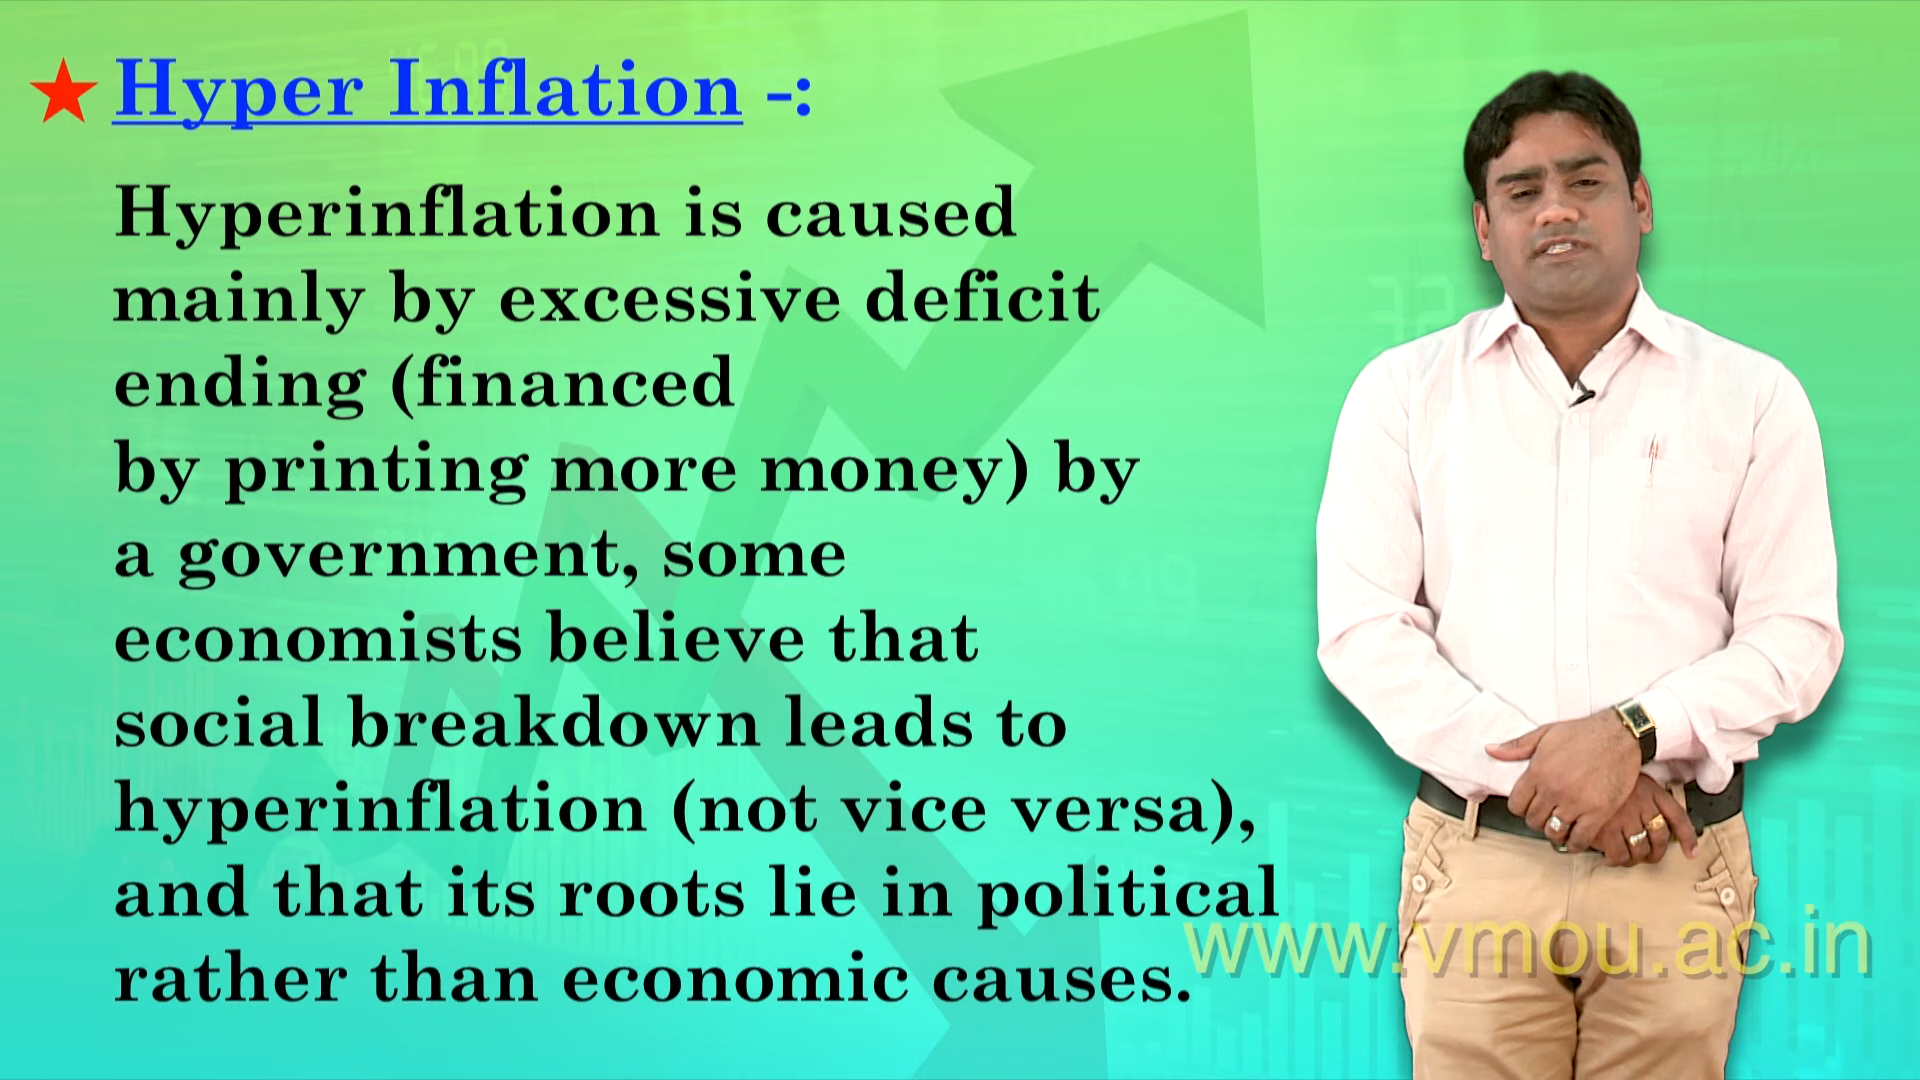 Hyper Inflation -:
Hyperinflation is caused
mainly by excessive deficit
ending (financed
by printing more money) by
a government, some
economists believe that
social breakdown leads to
hyperinflation (not vice versa),
and that its roots lie in political
rather than economic causes.
www.vmou.ac.in